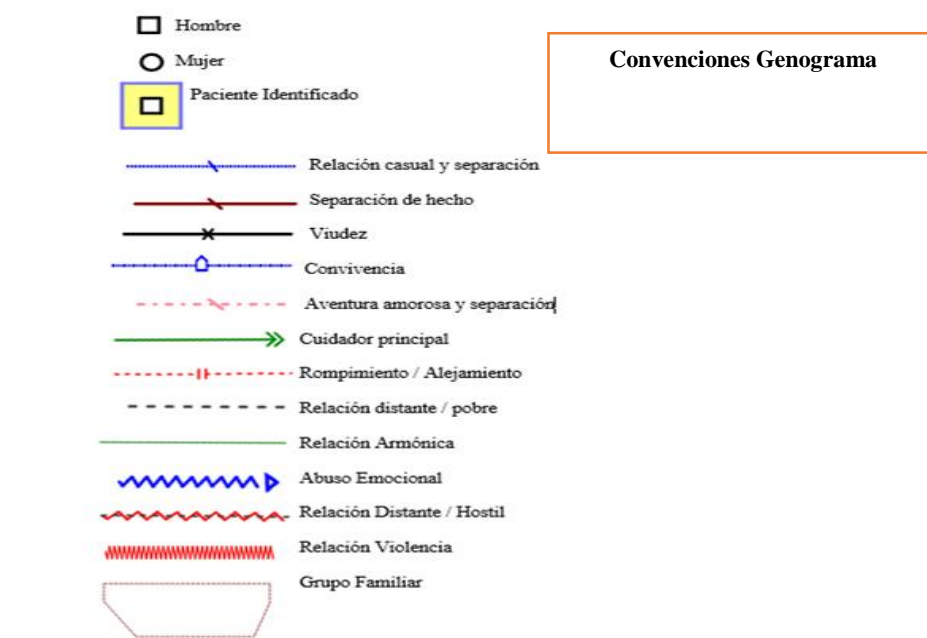 Hombre
Convenciones Genograma
Mujer
Paciente Identificado
Relación casual y separación
Separación de hecho
Viudez
Convivencia
Aventura amorosa y separación
Cuidador principal
Rompimiento / Alejamiento
Relación distante / pobre
Relación Armónica
Abuso Emocional
Relación Distante / Hostil
Relación Violencia
Grupo Familiar